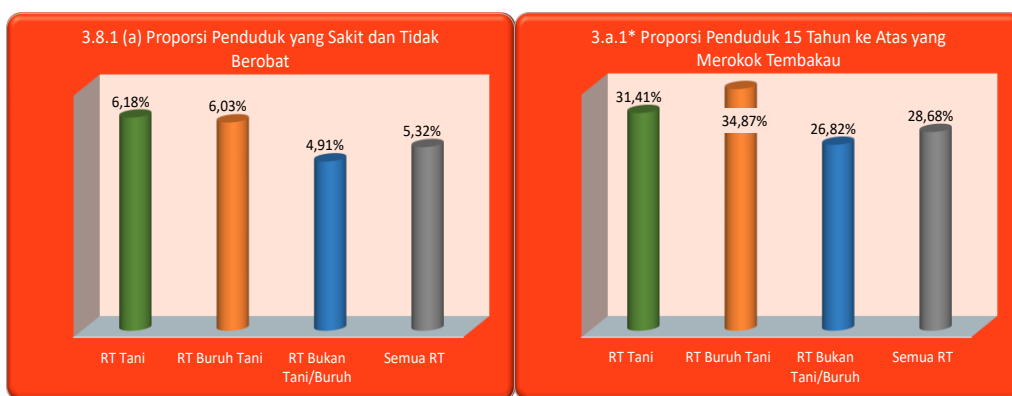 3.8.1 (a) Proporsi Penduduk yang Sakit dan Tidak
Berobat
6,18%
6,03%
4,91%
5,32%
RT Tani
RT Buruh Tani
RT Bukan
Tani/Buruh
Semua RT
3.a.1* Proporsi Penduduk 15 Tahun ke Atas yang
Merokok Tembakau
31,41%
34,87%
26,82%
28,68%
RT Tani
RT Buruh Tani
RT Bukan
Tani/Buruh
Semua RT